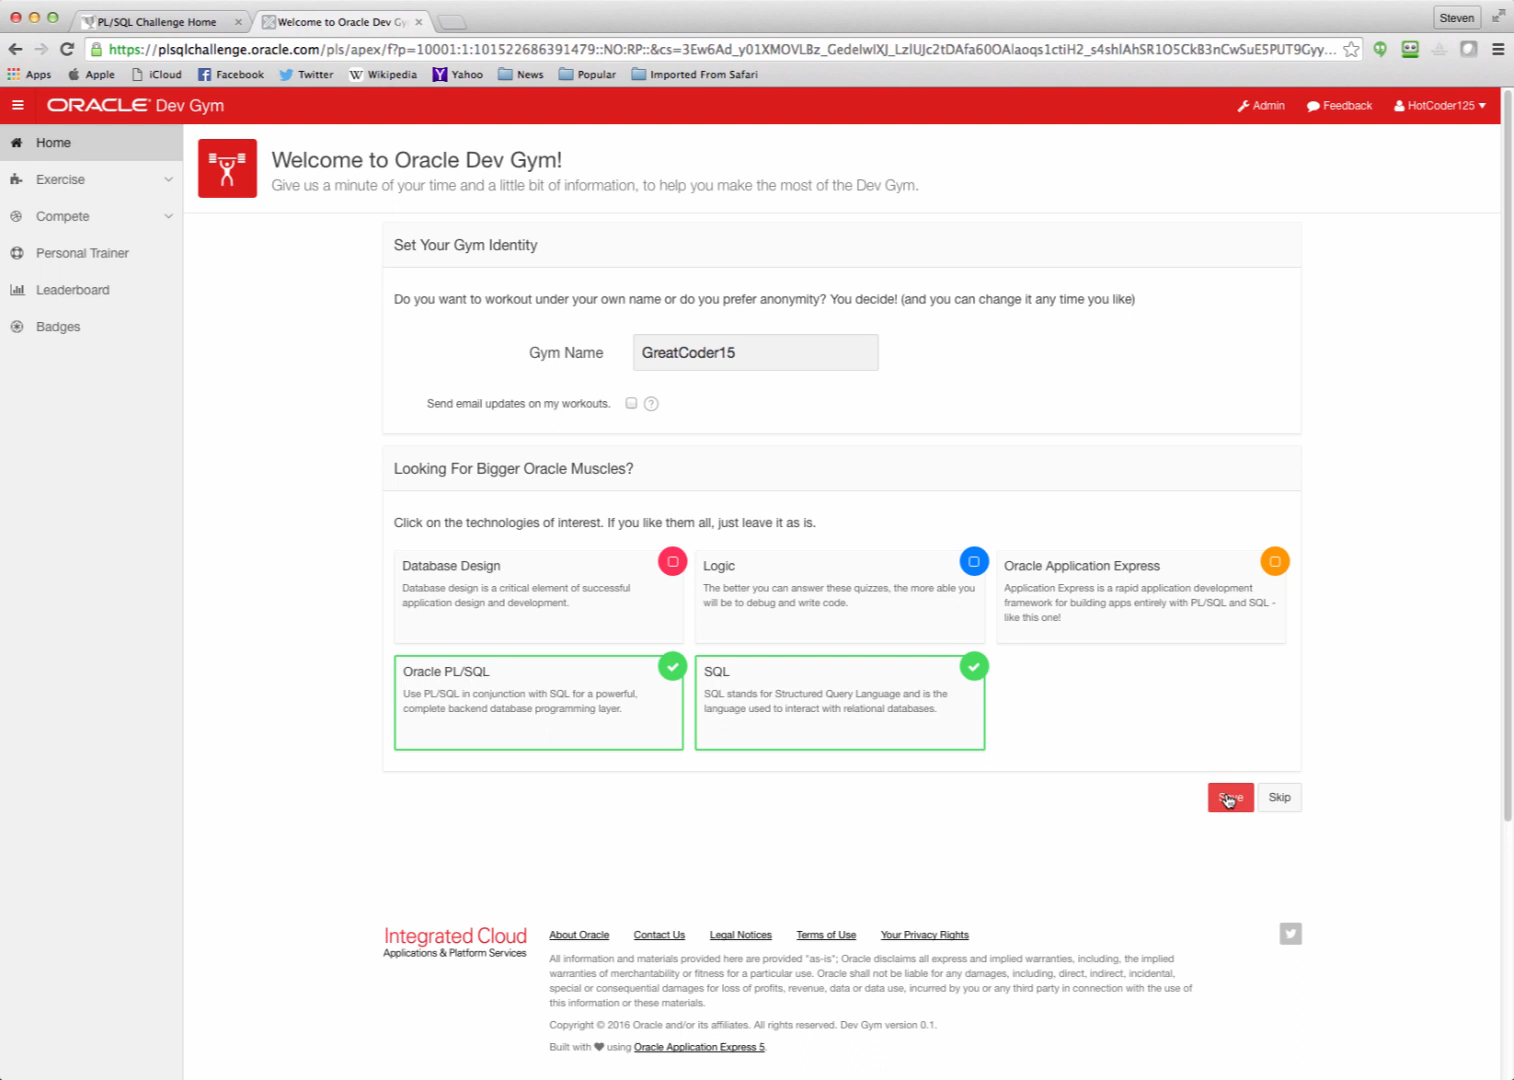 PL/SQL Challenge Home
Welcome to Oracle Dev Gy
Steven
https://plsqlchallenge.oracle.com/pls/apex/f?p=10001:1:101522686391479::NO:RP::&cs=3Ew6Ad_y01XMOVLBz_GedelwlXJ_LzlUJc2tDAfa60OAlaoqs1ctiH2_s4shlAhSR1O5CkB3nCwSuE5PUT9Gyy...
Apps
Apple
iCloud
Facebook
Twitter
Wikipedia
Yahoo
News
Popular
Imported From Safari
ORACLE Dev Gym
Admin
Feedback
HotCoder125
Home
Exercise
Compete
Personal Trainer
Leaderboard
Badges
Welcome to Oracle Dev Gym!
Give us a minute of your time and a little bit of information, to help you make the most of the Dev Gym.
Set Your Gym Identity
Do you want to workout under your own name or do you prefer anonymity? You decide! (and you can change it any time you like)
Gym Name
GreatCoder15
Send email updates on my workouts.
?
Looking For Bigger Oracle Muscles?
Click on the technologies of interest. If you like them all, just leave it as is.
Database Design
Database design is a critical element of successful
application design and development.
Logic
The better you can answer these quizzes, the more able you
will be to debug and write code.
Oracle Application Express
Application Express is a rapid application development
framework for building apps entirely with PL/SQL and SQL -
like this one!
Oracle PL/SQL
Use PL/SQL in conjunction with SQL for a powerful,
complete backend database programming layer.
SQL
SQL stands for Structured Query Language and is the
language used to interact with relational databases.
Save
Skip
Integrated Cloud
Applications & Platform Services
About Oracle
Contact Us
Legal Notices
Terms of Use
Your Privacy Rights
All information and materials provided here are provided "as-is"; Oracle disclaims all express and implied warranties, including, the implied
warranties of merchantability or fitness for a particular use. Oracle shall not be liable for any damages, including, direct, indirect, incidental,
special or consequential damages for loss of profits, revenue, data or data use, incurred by you or any third party in connection with the use of
this information or these materials.
Copyright © 2016 Oracle and/or its affiliates. All rights reserved. Dev Gym version 0.1.
Built with ♥ using Oracle Application Express 5.